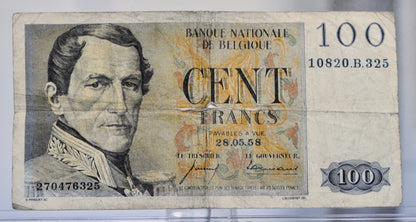 BANQUE NATIONALE
DE BELGIQUE
100
10820.B.325
CENT
FRANCS
PAYABLES A VUE
28.05.58
LE TRESORIER
LE GOUVERNEUR
270476325
100